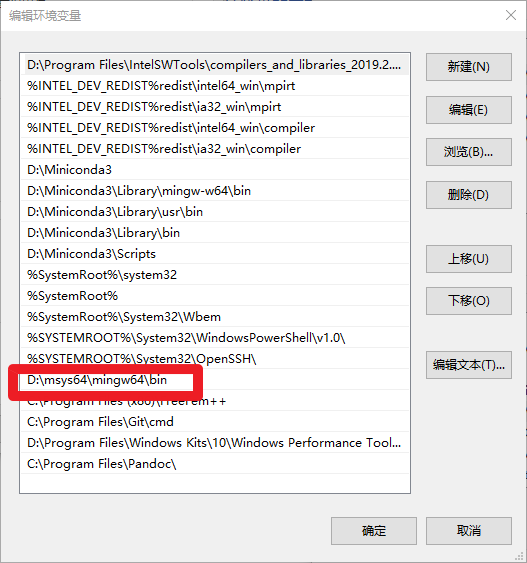 编辑环境变量
D:\Program Files\IntelSWTools\compilers_and_libraries_2019.2....
%INTEL_DEV_REDIST%redist\intel64_win\mpirt
%INTEL_DEV_REDIST%redist\ia32_win\mpirt
%INTEL_DEV_REDIST%redist\intel64_win\compiler
%INTEL_DEV_REDIST%redist\ia32_win\compiler
D:\Miniconda3
D:\Miniconda3\Library\mingw-w64\bin
D:\Miniconda3\Library\usr\bin
D:\Miniconda3\Library\bin
D:\Miniconda3\Scripts
%SystemRoot%\system32
%SystemRoot%
%SystemRoot%\System32\Wbem
%SYSTEMROOT%\System32\WindowsPowerShell\v1.0\
%SYSTEMROOT%\System32\OpenSSH\
D:\msys64\mingw64\bin
C:\Program Files (x86)\FreeFem++
C:\Program Files\Git\cmd
D:\Program Files\Windows Kits\10\Windows Performance Tool...
C:\Program Files\Pandoc\
新建(N)
编辑(E)
浏览(B)...
删除(D)
上移(U)
下移(O)
编辑文本(T)...
确定
取消